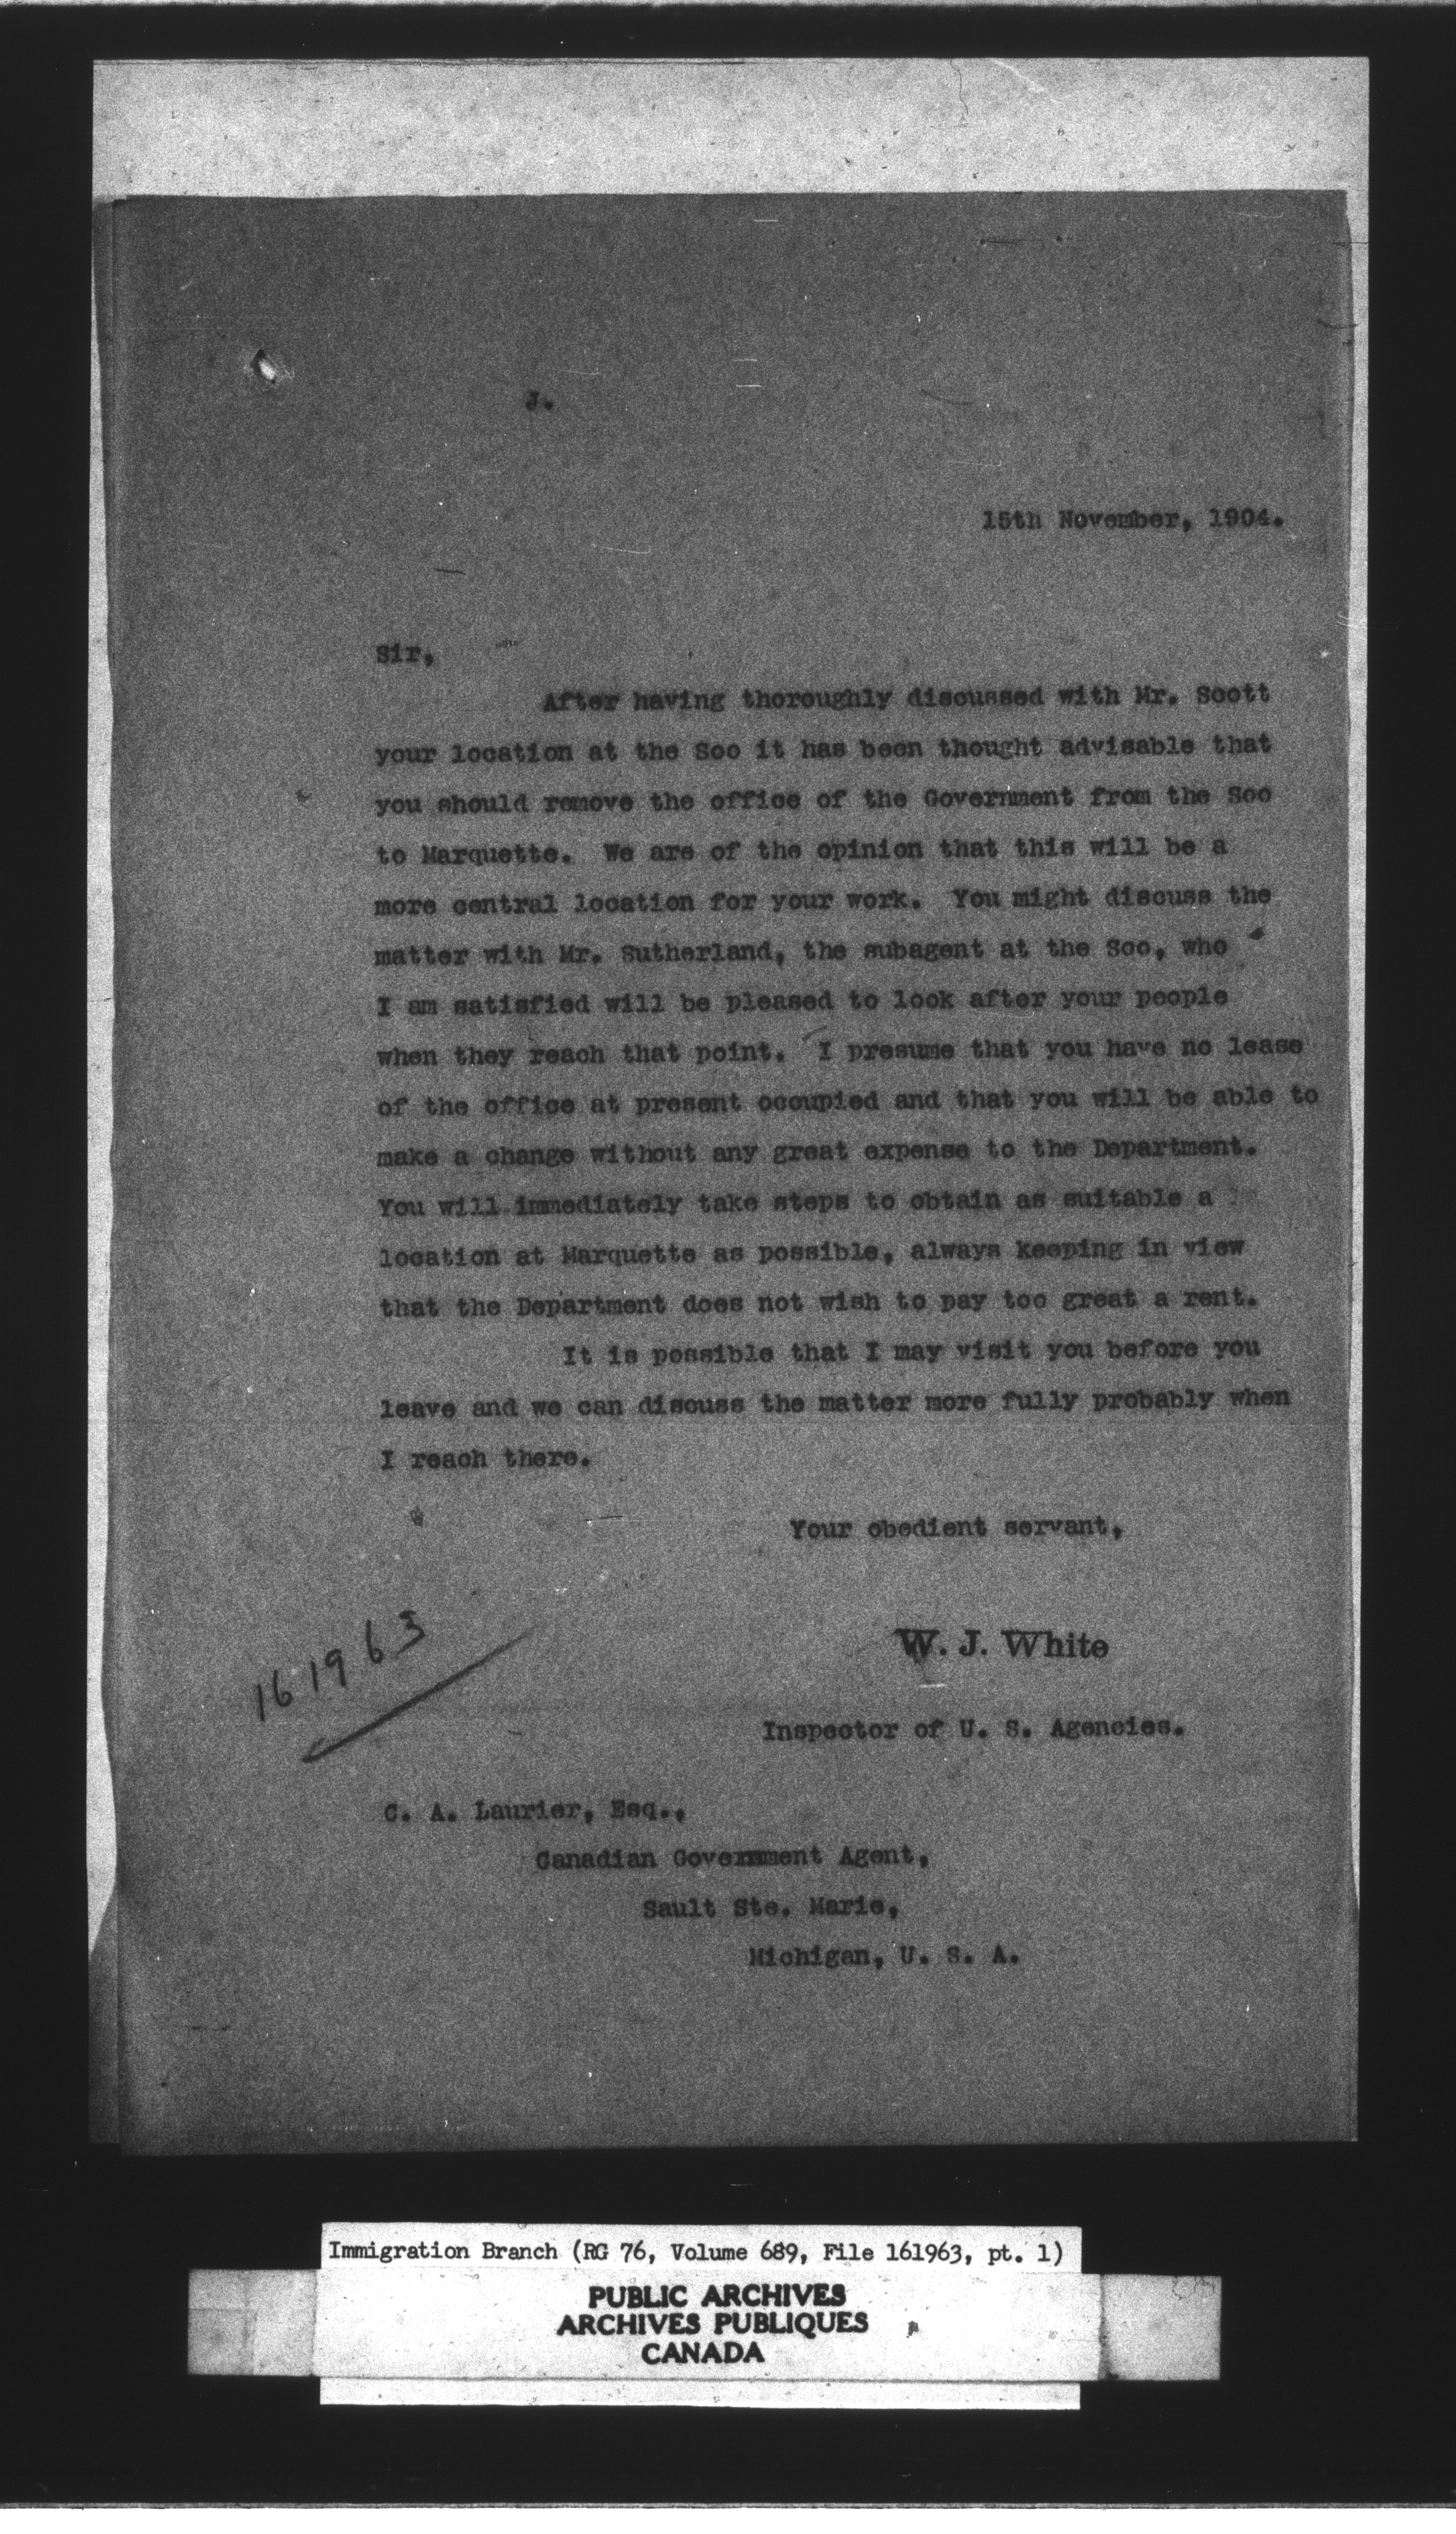 J.
15th November, 1904.
Sir,
After having thoroughly discussed with Mr. Scott
your location at the Soo it has been thought advisable that
you should remove the office of the Government from the Soo
to Marquette. We are of the opinion that this will be a
more central location for your work. You might discuss the
matter with Mr. Sutherland, the subagent at the Soo, who
I am satisfied will be pleased to look after your people
when they reach that point. I presume that you have no lease
of the office at present occupied and that you will be able to
make a change without any great expense to the Department.
You will immediately take steps to obtain as suitable a
location at Marquette as possible, always keeping in view
that the Department does not wish to pay too great a rent.
It is possible that I may visit you before you
leave and we can discuss the matter more fully probably when
I reach there.
Your obedient servant,
W. J. White
161963
Inspector of U. S. Agencies.
C. A. Laurier, Esq.,
Canadian Government Agent,
Sault Ste. Marie,
Michigan, U. S. A.
Immigration Branch (RG 76, Volume 689, File 161963, pt. 1)
PUBLIC ARCHIVES
ARCHIVES PUBLIQUES
CANADA